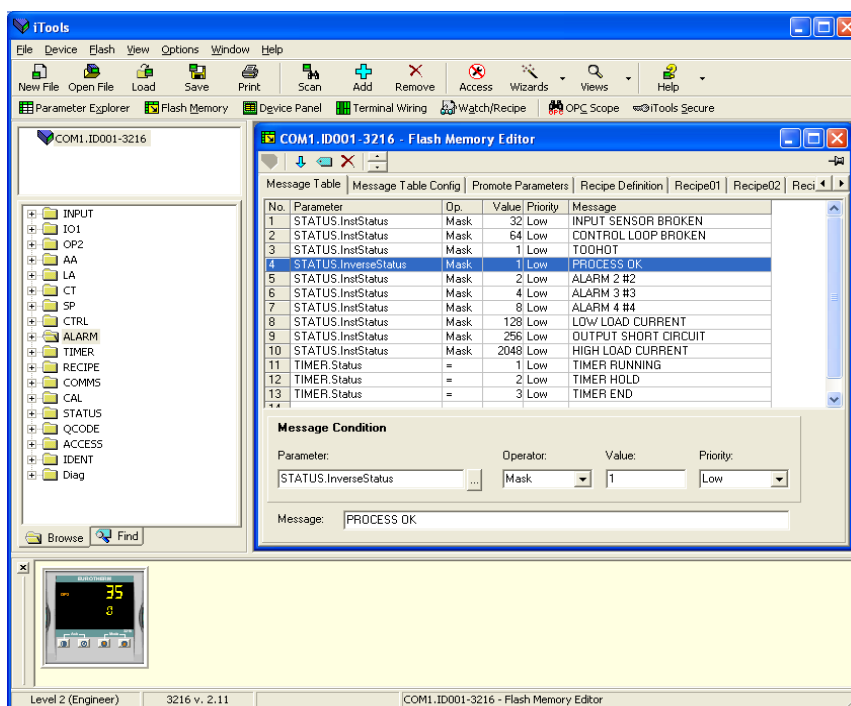 iTools
File Device Flash View Options Window Help
New File Open File Load Save Print Scan Add Remove Access Wizards Views Help
Parameter Explorer Flash Memory Device Panel Terminal Wiring Watch/Recipe OPC Scope iTools Secure
COM1.ID001-3216
INPUT
IO1
OP2
AA
LA
CT
SP
CTRL
ALARM
TIMER
RECIPE
COMMS
CAL
STATUS
QCODE
ACCESS
IDENT
Diag
Browse Find
COM1.ID001-3216 - Flash Memory Editor
Message Table Message Table Config Promote Parameters Recipe Definition Recipe01 Recipe02 Reci
No. Parameter Op. Value Priority Message
1 STATUS.InstStatus Mask 32 Low INPUT SENSOR BROKEN
2 STATUS.InstStatus Mask 64 Low CONTROL LOOP BROKEN
3 STATUS.InstStatus Mask 1 Low TOOHOT
4 STATUS.InverseStatus Mask 1 Low PROCESS OK
5 STATUS.InstStatus Mask 2 Low ALARM 2 #2
6 STATUS.InstStatus Mask 4 Low ALARM 3 #3
7 STATUS.InstStatus Mask 8 Low ALARM 4 #4
8 STATUS.InstStatus Mask 128 Low LOW LOAD CURRENT
9 STATUS.InstStatus Mask 256 Low OUTPUT SHORT CIRCUIT
10 STATUS.InstStatus Mask 2048 Low HIGH LOAD CURRENT
11 TIMER.Status = 1 Low TIMER RUNNING
12 TIMER.Status = 2 Low TIMER HOLD
13 TIMER.Status = 3 Low TIMER END
14
Message Condition
Parameter: Operator: Value: Priority:
STATUS.InverseStatus ... Mask 1 Low
Message: PROCESS OK
EUROTHERM
OP2 35
0
Level 2 (Engineer) 3216 v. 2.11 COM1.ID001-3216 - Flash Memory Editor